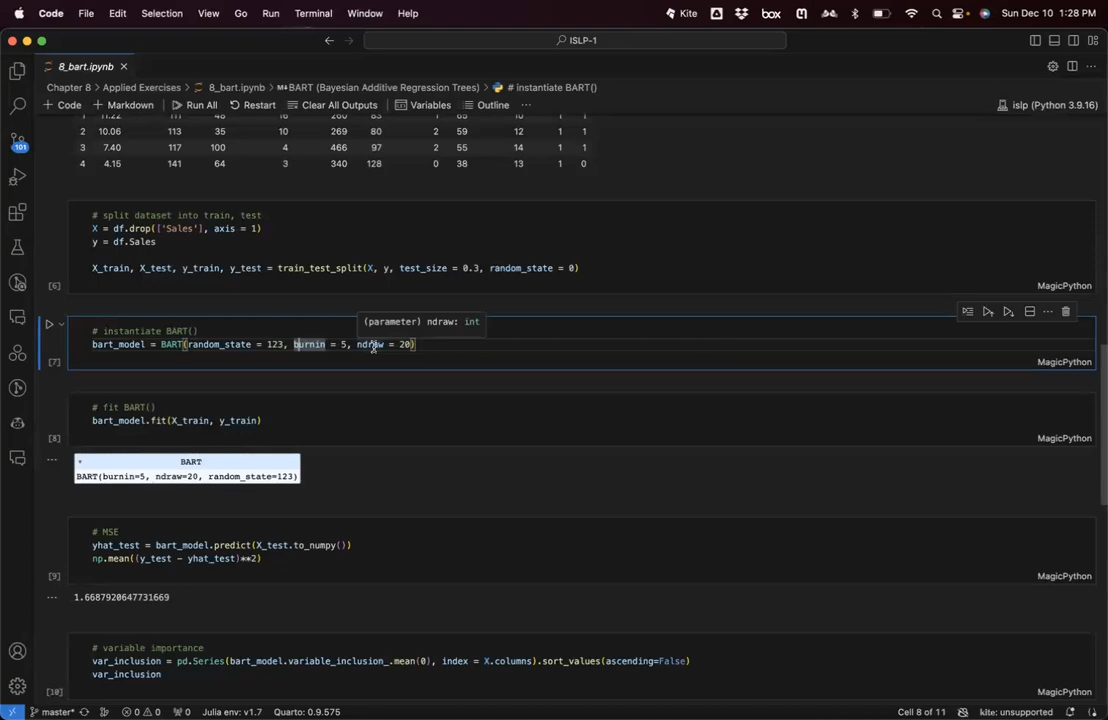 Code File Edit Selection View Go Run Terminal Window Help Kite box Sun Dec 10 1:28 PM
ISLP-1
8_bart.ipynb
Chapter 8 > Applied Exercises > 8_bart.ipynb > BART (Bayesian Additive Regression Trees) > # instantiate BART()
+ Code + Markdown Run All Restart Clear All Outputs Variables Outline ... islp (Python 3.9.16)
2 10.06 113 35 10 269 80 2 59 12 1 1
3 7.40 117 100 4 466 97 2 55 14 1 1
4 4.15 141 64 3 340 128 0 38 13 1 0
101
# split dataset into train, test
X = df.drop(['Sales'], axis = 1)
y = df.Sales
X_train, X_test, y_train, y_test = train_test_split(X, y, test_size = 0.3, random_state = 0)
[6] MagicPython
(parameter) ndraw: int
# instantiate BART()
bart_model = BART(random_state = 123, burnin = 5, ndraw = 20)
[7] MagicPython
# fit BART()
bart_model.fit(X_train, y_train)
[8] MagicPython
BART
BART(burnin=5, ndraw=20, random_state=123)
# MSE
yhat_test = bart_model.predict(X_test.to_numpy())
np.mean((y_test - yhat_test)**2)
[9] MagicPython
1.6687920647731669
# variable importance
var_inclusion = pd.Series(bart_model.variable_inclusion_.mean(0), index = X.columns).sort_values(ascending=False)
var_inclusion
[10] MagicPython
master* 0 0 0 Julia env: v1.7 Quarto: 0.9.575 Cell 8 of 11 kite: unsupported